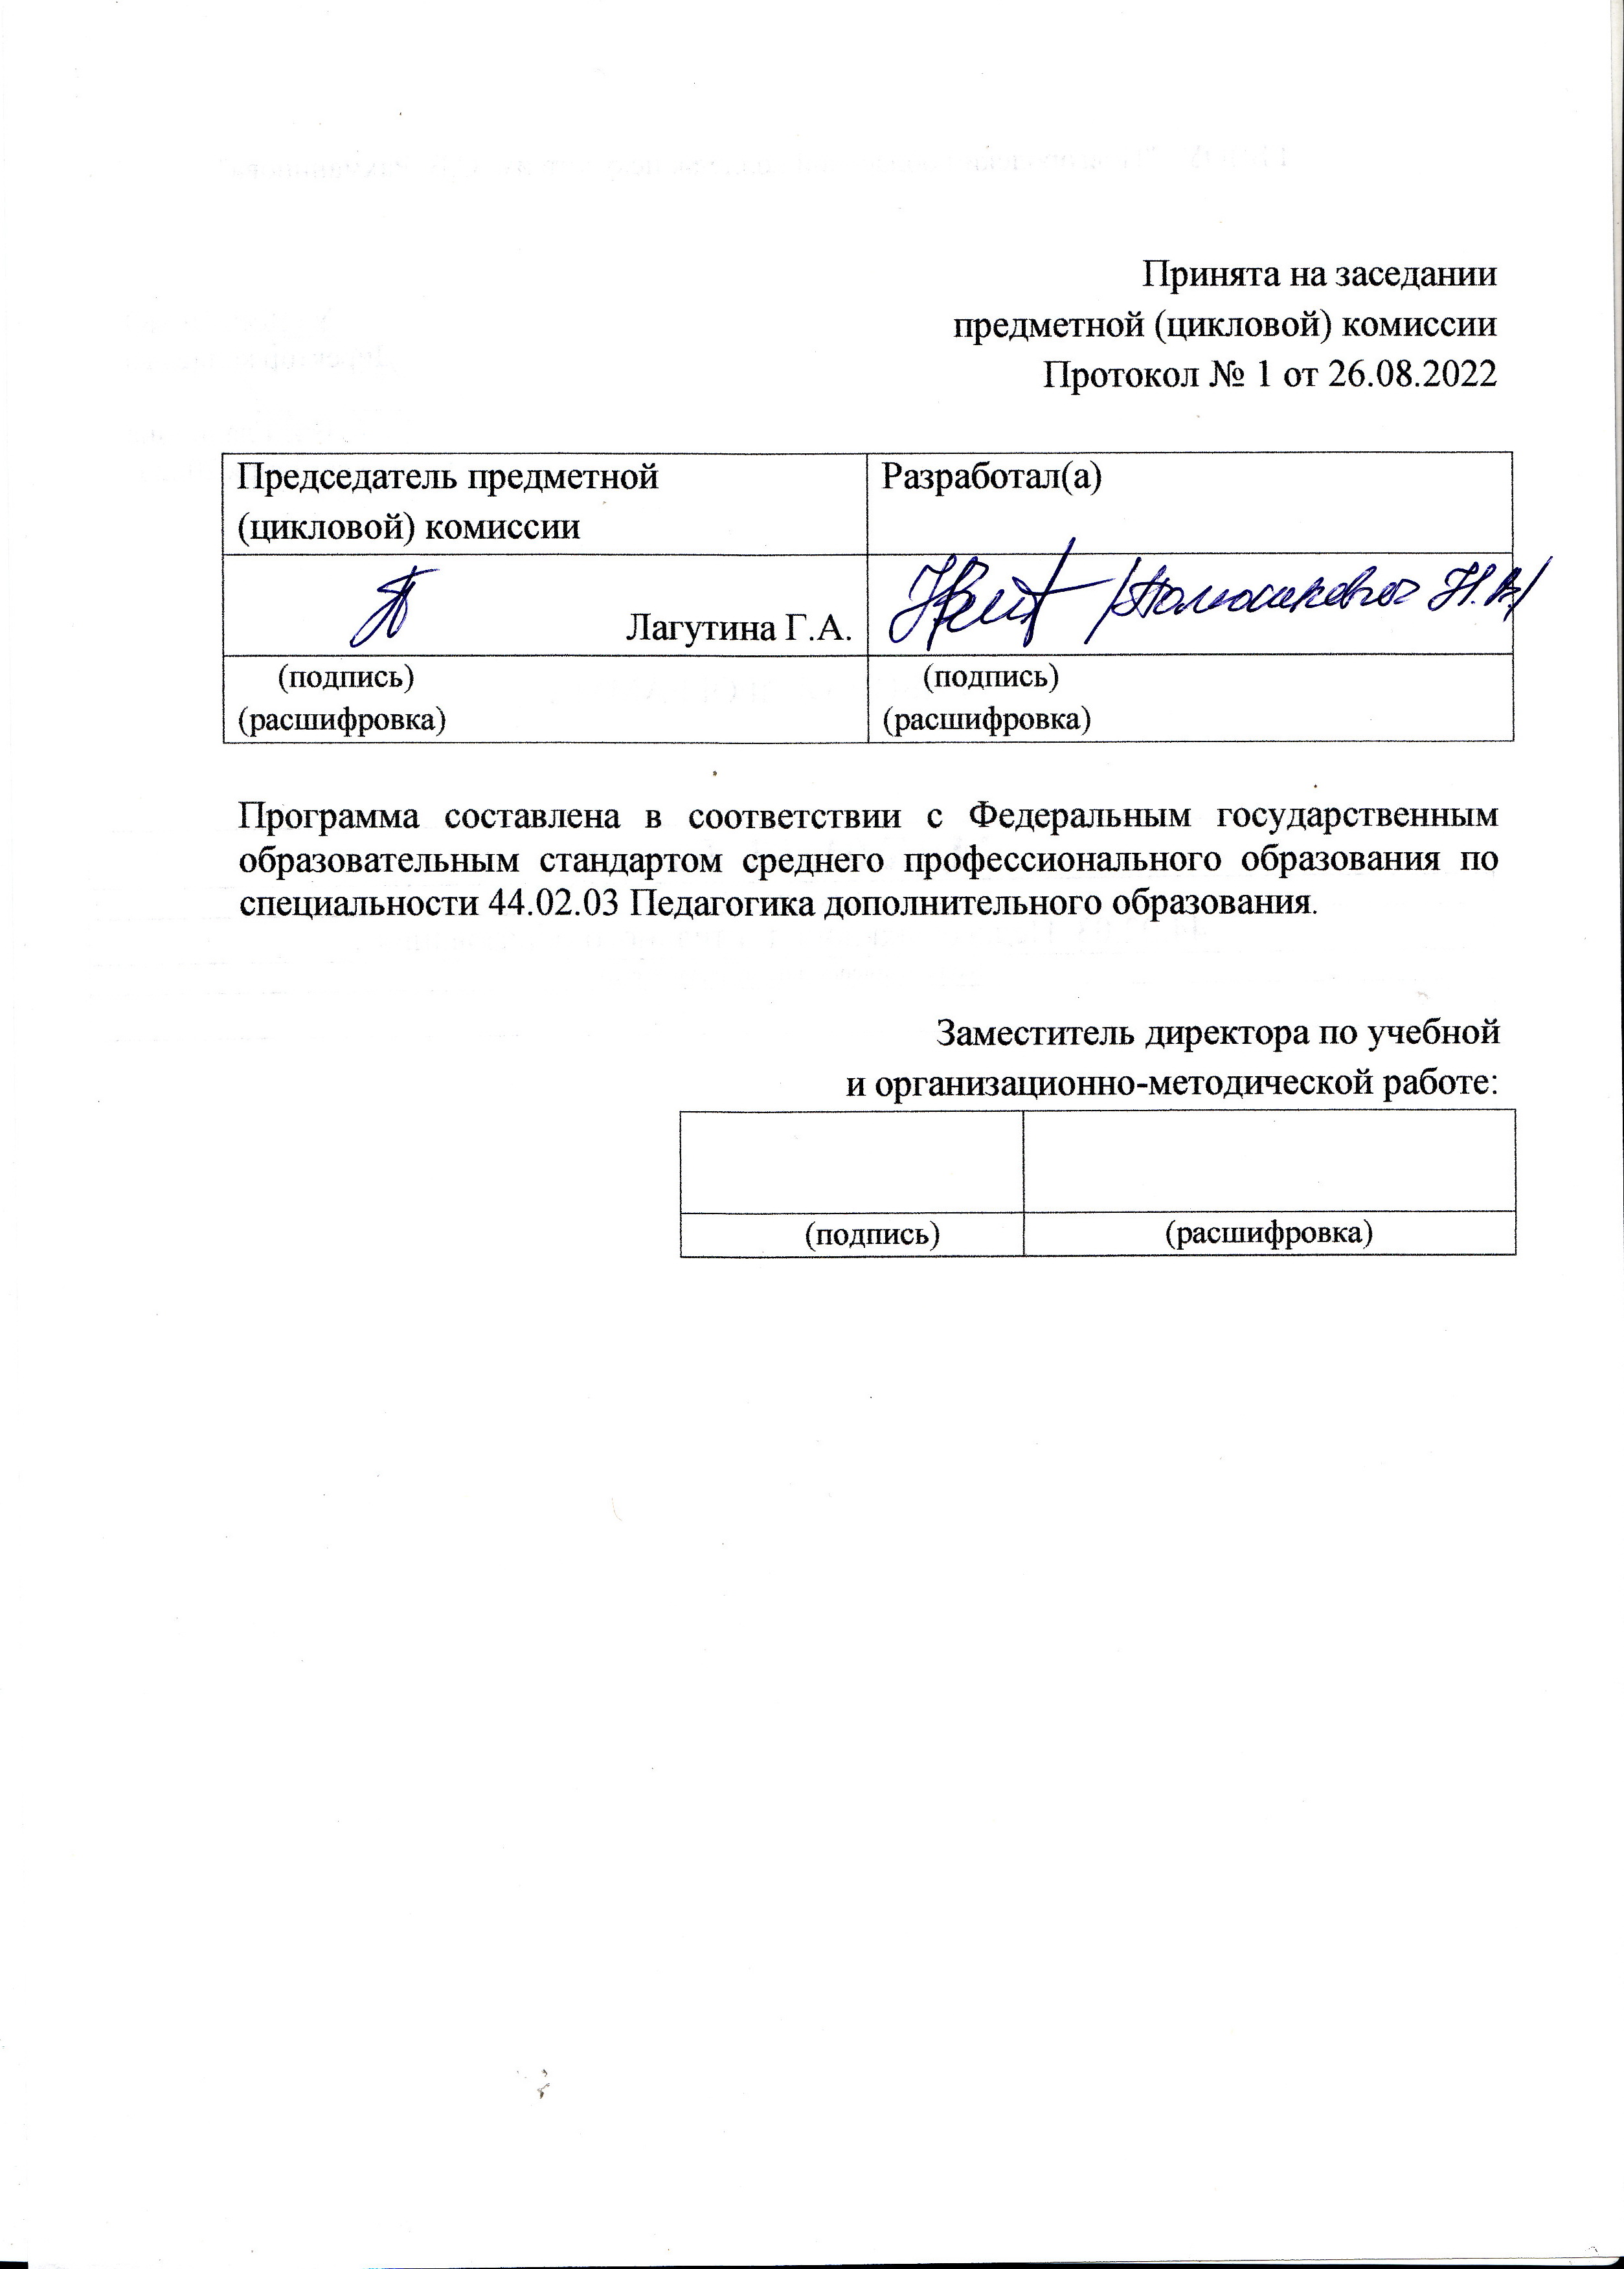 Принята на заседании
предметной (цикловой) комиссии
Протокол № 1 от 26.08.2022
Председатель предметной
(цикловой) комиссии
Разработал(а)
Лагутина Г.А.
Н.В.
(подпись)
(расшифровка)
(подпись)
(расшифровка)
Программа составлена в соответствии с Федеральным государственным
образовательным стандартом среднего профессионального образования по
специальности 44.02.03 Педагогика дополнительного образования.
Заместитель директора по учебной
и организационно-методической работе:
(подпись)
(расшифровка)